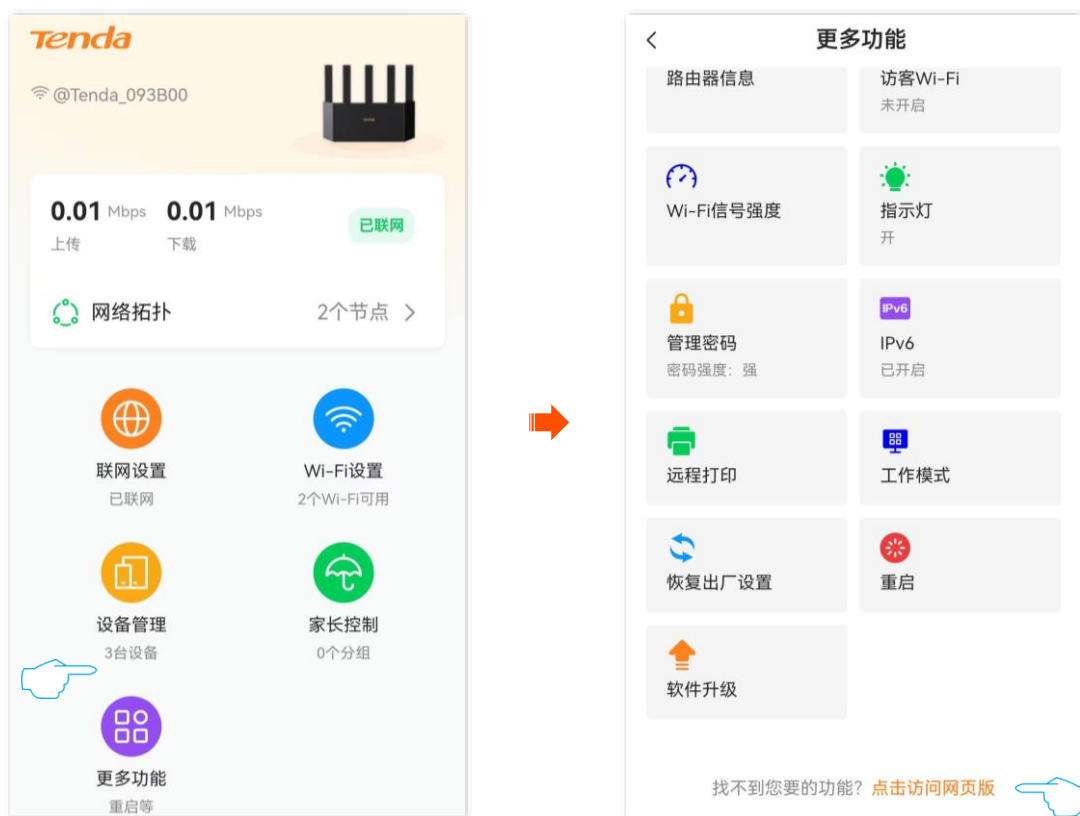 Tenda
@Tenda_093B00
0.01 Mbps 0.01 Mbps
上传 下载
已联网
网络拓扑 2个节点
联网设置 Wi-Fi设置
已联网 2个Wi-Fi可用
设备管理 家长控制
3台设备 0个分组
更多功能
重启等
更多功能
路由器信息 访客Wi-Fi
未开启
Wi-Fi信号强度 指示灯
开
IPv6
管理密码 IPv6
密码强度：强 已开启
远程打印 工作模式
恢复出厂设置 重启
软件升级
找不到您要的功能？点击访问网页版